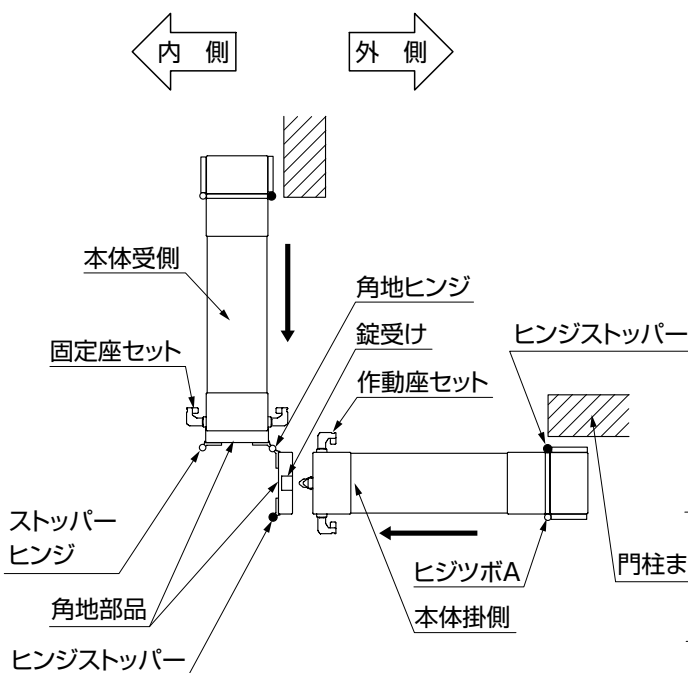 内 側
外 側
本体受側
角地ヒンジ
固定座セット
錠受け
ヒンジストッパー
作動座セット
ストッパー
ヒンジ
ヒジツボA
門柱ま
角地部品
本体掛側
ヒンジストッパー